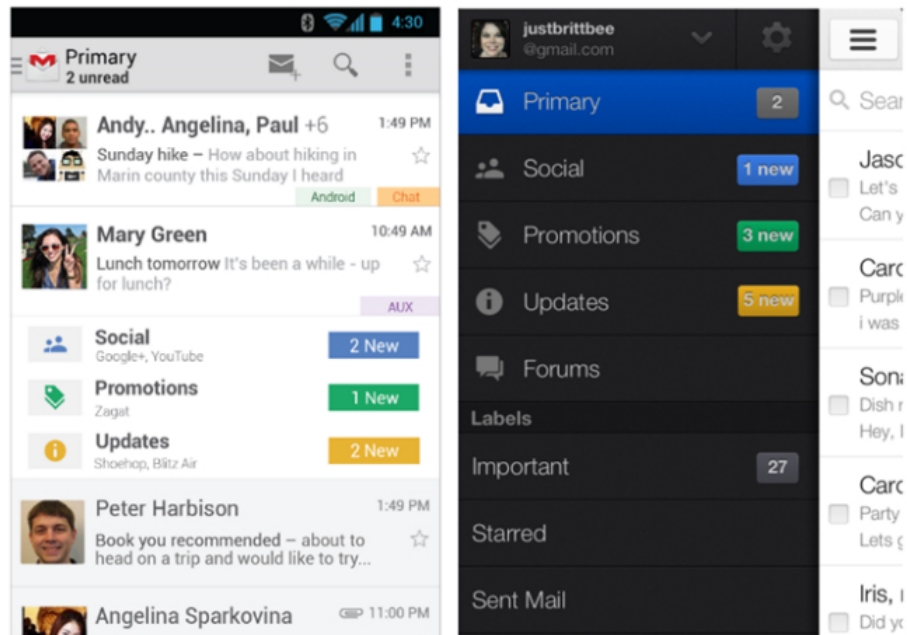 4:30
Primary
2 unread
Andy.. Angelina, Paul +6 1:49 PM
Sunday hike – How about hiking in
Marin county this Sunday I heard
Android Chat
Mary Green 10:49 AM
Lunch tomorrow It's been a while - up
for lunch?
AUX
Social
Google+, YouTube
2 New
Promotions
Zagat
1 New
Updates
Shoehop, Blitz Air
2 New
Peter Harbison 1:49 PM
Book you recommended – about to
head on a trip and would like to try...
Angelina Sparkovina 11:00 PM
justbrittbee
@gmail.com
Primary 2
Social 1 new
Promotions 3 new
Updates 5 new
Forums
Labels
Important 27
Starred
Sent Mail
Sear
Jasc
Let's
Can y
Carc
Purple
i was
Sona
Dish r
Hey, I
Carc
Party
Lets g
Iris, 
Did yo